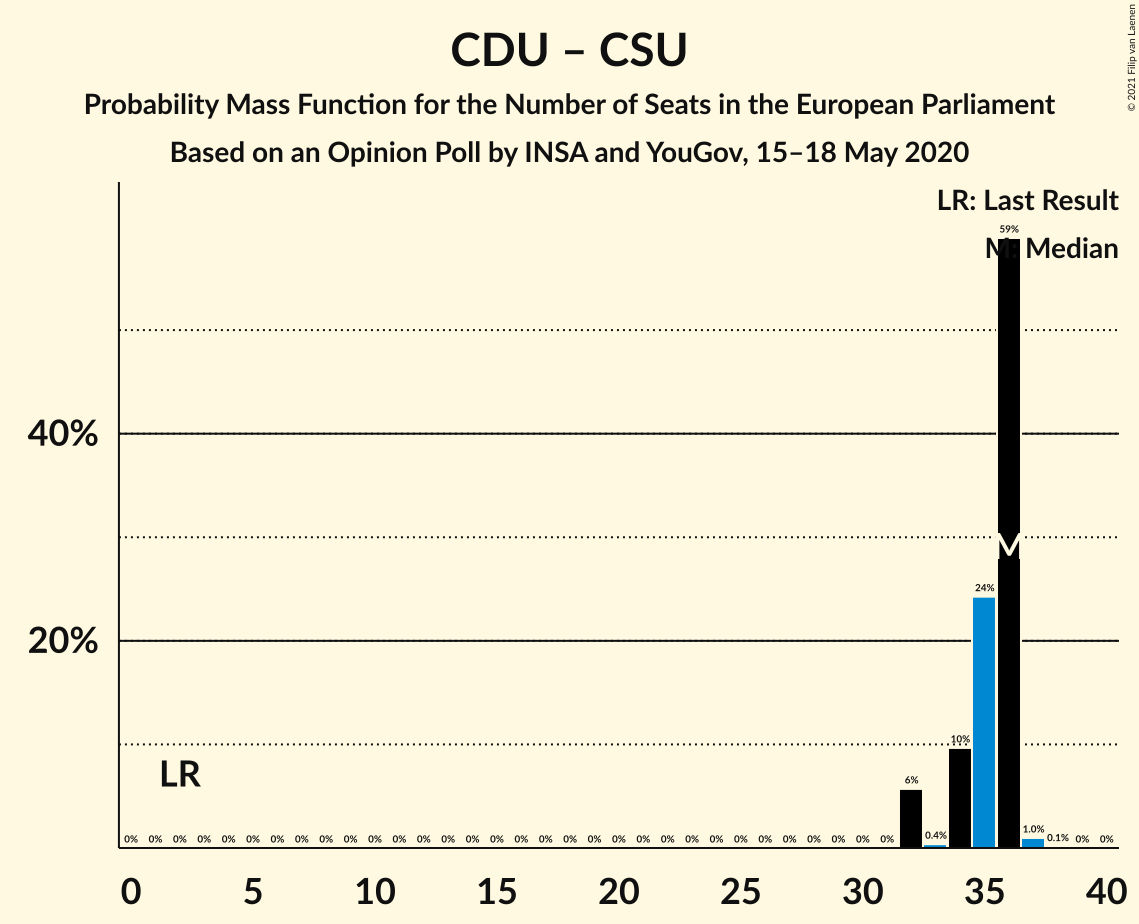 CDU – CSU
Probability Mass Function for the Number of Seats in the European Parliament
Based on an Opinion Poll by INSA and YouGov, 15–18 May 2020
© 2021 Filip van Laenen
LR: Last Result
M: Median
59%
40%
M
24%
20%
10%
LR
6%
0% 0% 0% 0% 0% 0% 0% 0% 0% 0% 0% 0% 0% 0% 0% 0% 0% 0% 0% 0% 0% 0% 0% 0% 0% 0% 0% 0% 0% 0% 0% 0% 0.4% 1.0% 0.1% 0% 0%
0 5 10 15 20 25 30 35 40